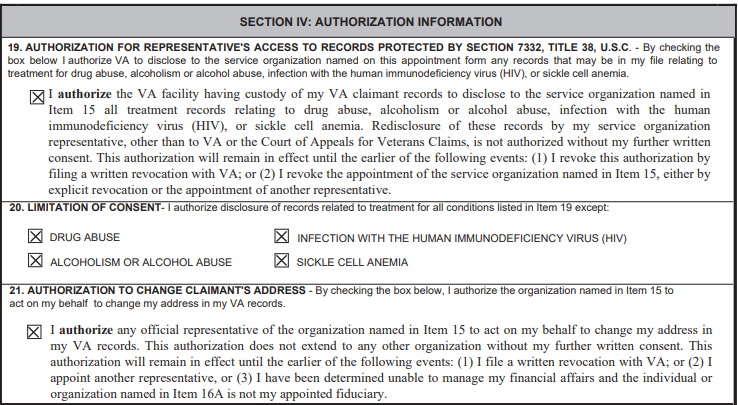 SECTION IV: AUTHORIZATION INFORMATION
19. AUTHORIZATION FOR REPRESENTATIVE'S ACCESS TO RECORDS PROTECTED BY SECTION 7332, TITLE 38, U.S.C. - By checking the
box below I authorize VA to disclose to the service organization named on this appointment form any records that may be in my file relating to
treatment for drug abuse, alcoholism or alcohol abuse, infection with the human immunodeficiency virus (HIV), or sickle cell anemia.
I authorize the VA facility having custody of my VA claimant records to disclose to the service organization named in
Item 15 all treatment records relating to drug abuse, alcoholism or alcohol abuse, infection with the human
immunodeficiency virus (HIV), or sickle cell anemia. Redisclosure of these records by my service organization
representative, other than to VA or the Court of Appeals for Veterans Claims, is not authorized without my further written
consent. This authorization will remain in effect until the earlier of the following events: (1) I revoke this authorization by
filing a written revocation with VA; or (2) I revoke the appointment of the service organization named in Item 15, either by
explicit revocation or the appointment of another representative.
20. LIMITATION OF CONSENT- I authorize disclosure of records related to treatment for all conditions listed in Item 19 except:
DRUG ABUSE
INFECTION WITH THE HUMAN IMMUNODEFICIENCY VIRUS (HIV)
ALCOHOLISM OR ALCOHOL ABUSE
SICKLE CELL ANEMIA
21. AUTHORIZATION TO CHANGE CLAIMANT'S ADDRESS - By checking the box below, I authorize the organization named in Item 15 to
act on my behalf to change my address in my VA records.
I authorize any official representative of the organization named in Item 15 to act on my behalf to change my address in
my VA records. This authorization does not extend to any other organization without my further written consent. This
authorization will remain in effect until the earlier of the following events: (1) I file a written revocation with VA; or (2) I
appoint another representative, or (3) I have been determined unable to manage my financial affairs and the individual or
organization named in Item 16A is not my appointed fiduciary.